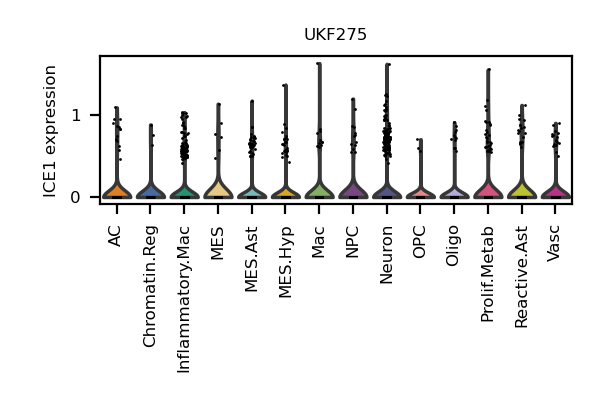 UKF275
ICE1 expression
1
0
AC
Chromatin.Reg
Inflammatory.Mac
MES
MES.Ast
MES.Hyp
Mac
NPC
Neuron
OPC
Oligo
Prolif.Metab
Reactive.Ast
Vasc